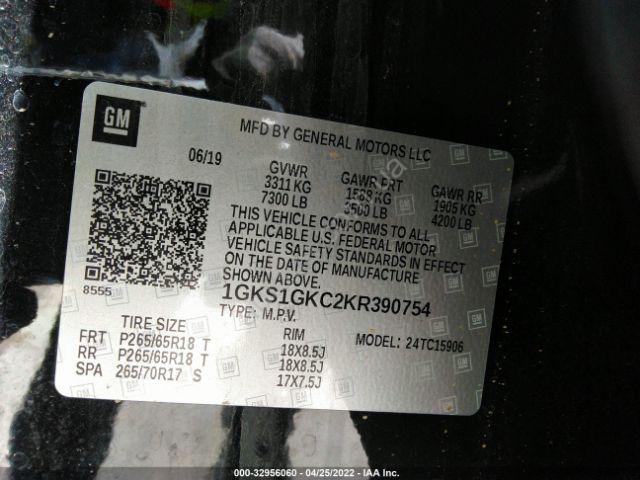 GM
MFD BY GENERAL MOTORS LLC
06/19
GVWR GAWR FRT GAWR RR
3311 KG 1588 KG 1905 KG
7300 LB 3500 LB 4200 LB
THIS VEHICLE CONFORMS TO ALL
APPLICABLE U.S. FEDERAL MOTOR
VEHICLE SAFETY STANDARDS IN EFFECT
ON THE DATE OF MANUFACTURE
SHOWN ABOVE.
8555
1GKS1GKC2KR390754
TYPE: M.P.V.
MODEL: 24TC15906
TIRE SIZE RIM
FRT P265/65R18 T 18X8.5J
RR P265/65R18 T 18X8.5J
SPA 265/70R17 S 17X7.5J
000-32956060 - 04/25/2022 - IAA Inc.